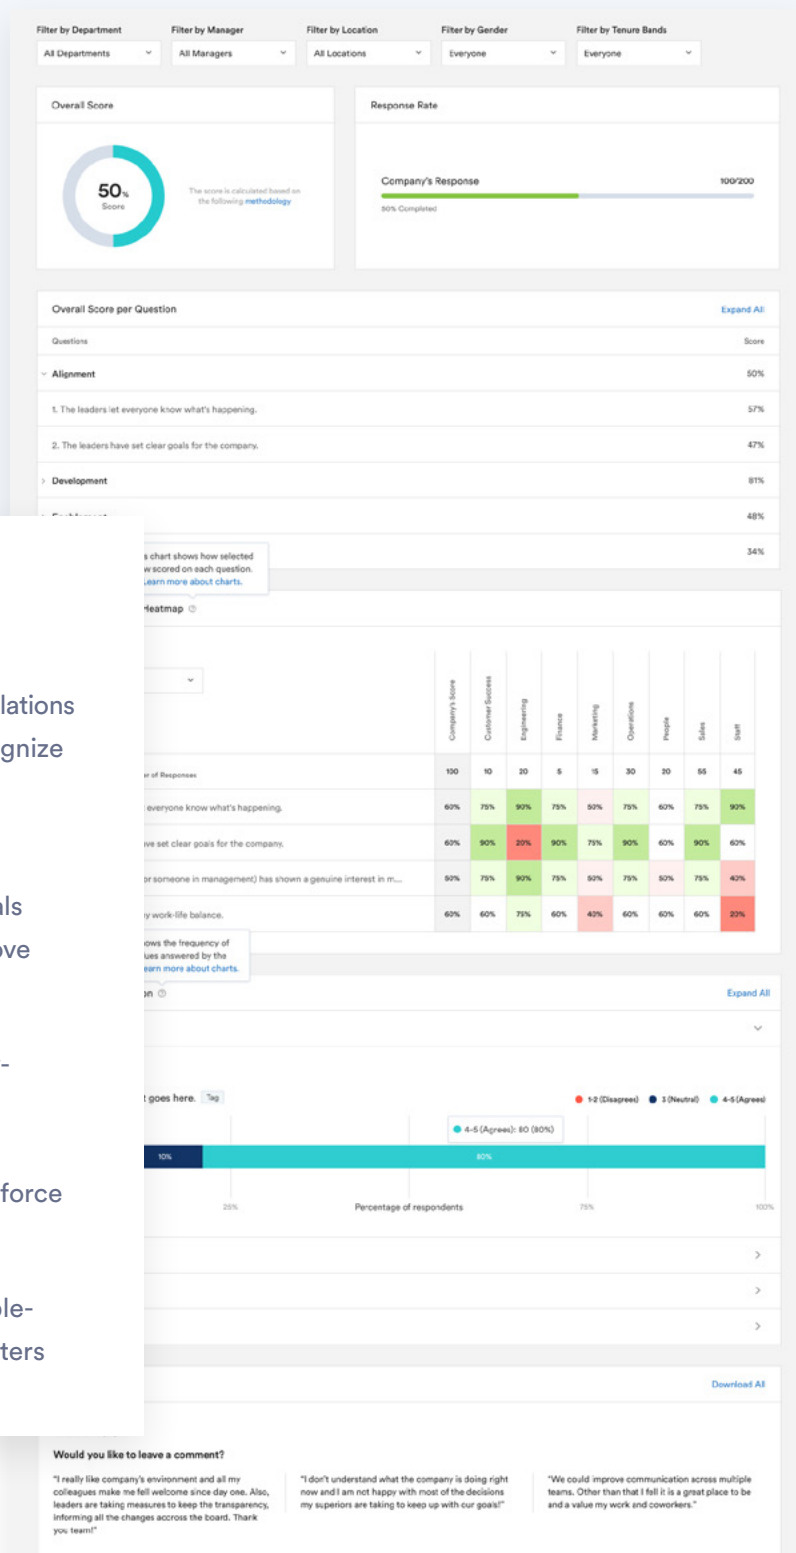 Filter by Department Filter by Manager Filter by Location Filter by Gender Filter by Tenure Bands
All Departments All Managers All Locations Everyone Everyone
Overall Score
50%
Score
The score is calculated based on
the following methodology
Response Rate
Company's Response 100/200
50% Completed
Overall Score per Question Expand All
Questions Score
Alignment 50%
1. The leaders let everyone know what's happening. 57%
2. The leaders have set clear goals for the company. 47%
Development 81%
48%
34%
s chart shows how selected
w scored on each question.
Learn more about charts.
Heatmap
Company's Score Customer Success Engineering Finance Marketing Operations People Sales Staff
er of Responses 100 10 20 5 15 30 20 55 45
everyone know what's happening. 60% 75% 90% 75% 50% 75% 60% 75% 90%
ve set clear goals for the company. 60% 90% 20% 90% 75% 90% 60% 90% 60%
or someone in management) has shown a genuine interest in m... 50% 75% 90% 75% 50% 75% 50% 75% 40%
y work-life balance. 60% 60% 75% 60% 40% 60% 60% 60% 20%
ows the frequency of
ues answered by the
earn more about charts.
on Expand All
t goes here. Tag
1-2 (Disagrees) 3 (Neutral) 4-5 (Agrees)
4-5 (Agrees): 80 (80%)
10% 80%
25% Percentage of respondents 75% 100%
Download All
lations
gnize
als
ove
-
force
ole-
ters
Would you like to leave a comment?
"I really like company's environment and all my
colleagues make me fell welcome since day one. Also,
leaders are taking measures to keep the transparency,
informing all the changes accross the board. Thank
you team!"
"I don't understand what the company is doing right
now and I am not happy with most of the decisions
my superiors are taking to keep up with our goals!"
"We could improve communication across multiple
teams. Other than that I fell it is a great place to be
and a value my work and coworkers."